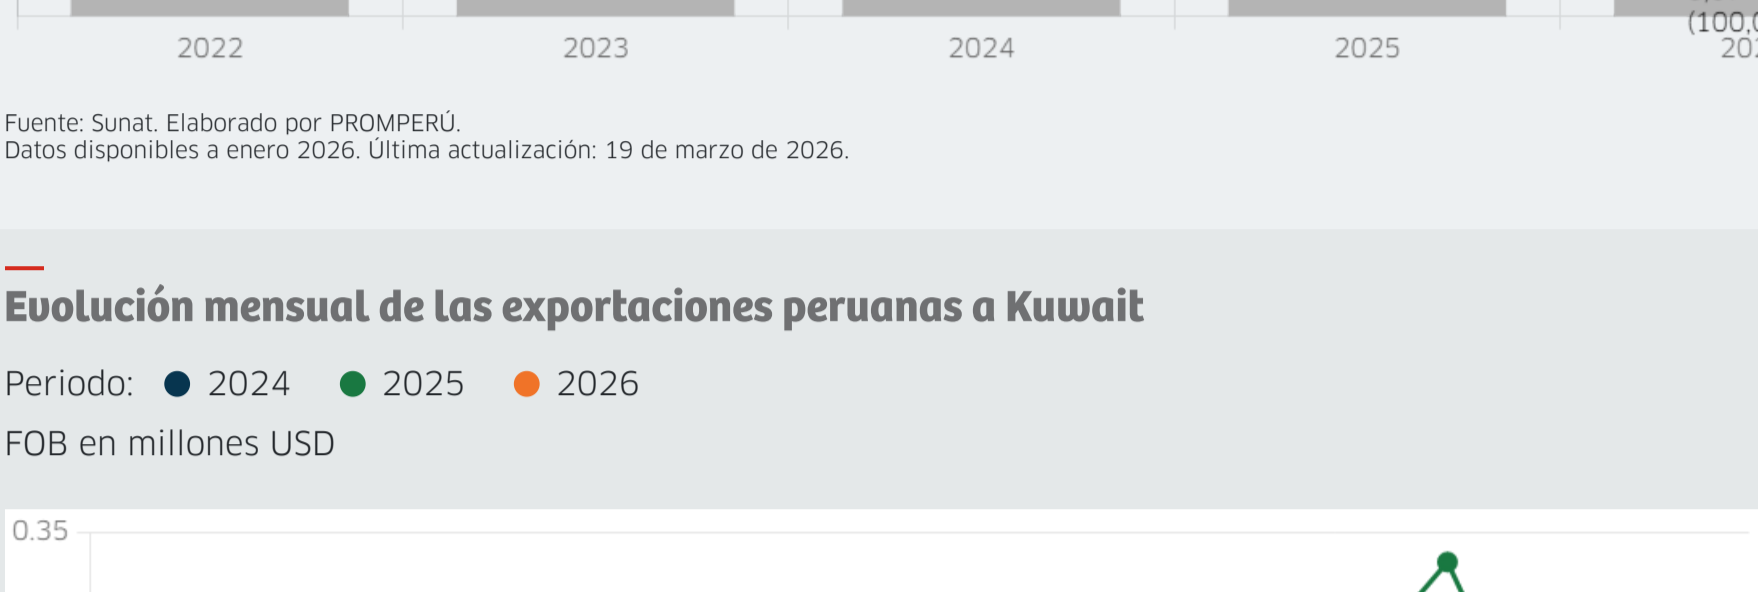 (100,
2022 2023 2024 2025
Fuente: Sunat. Elaborado por PROMPERÚ.
Datos disponibles a enero 2026. Última actualización: 19 de marzo de 2026.
Evolución mensual de las exportaciones peruanas a Kuwait
Periodo: 2024 2025 2026
FOB en millones USD
0.35